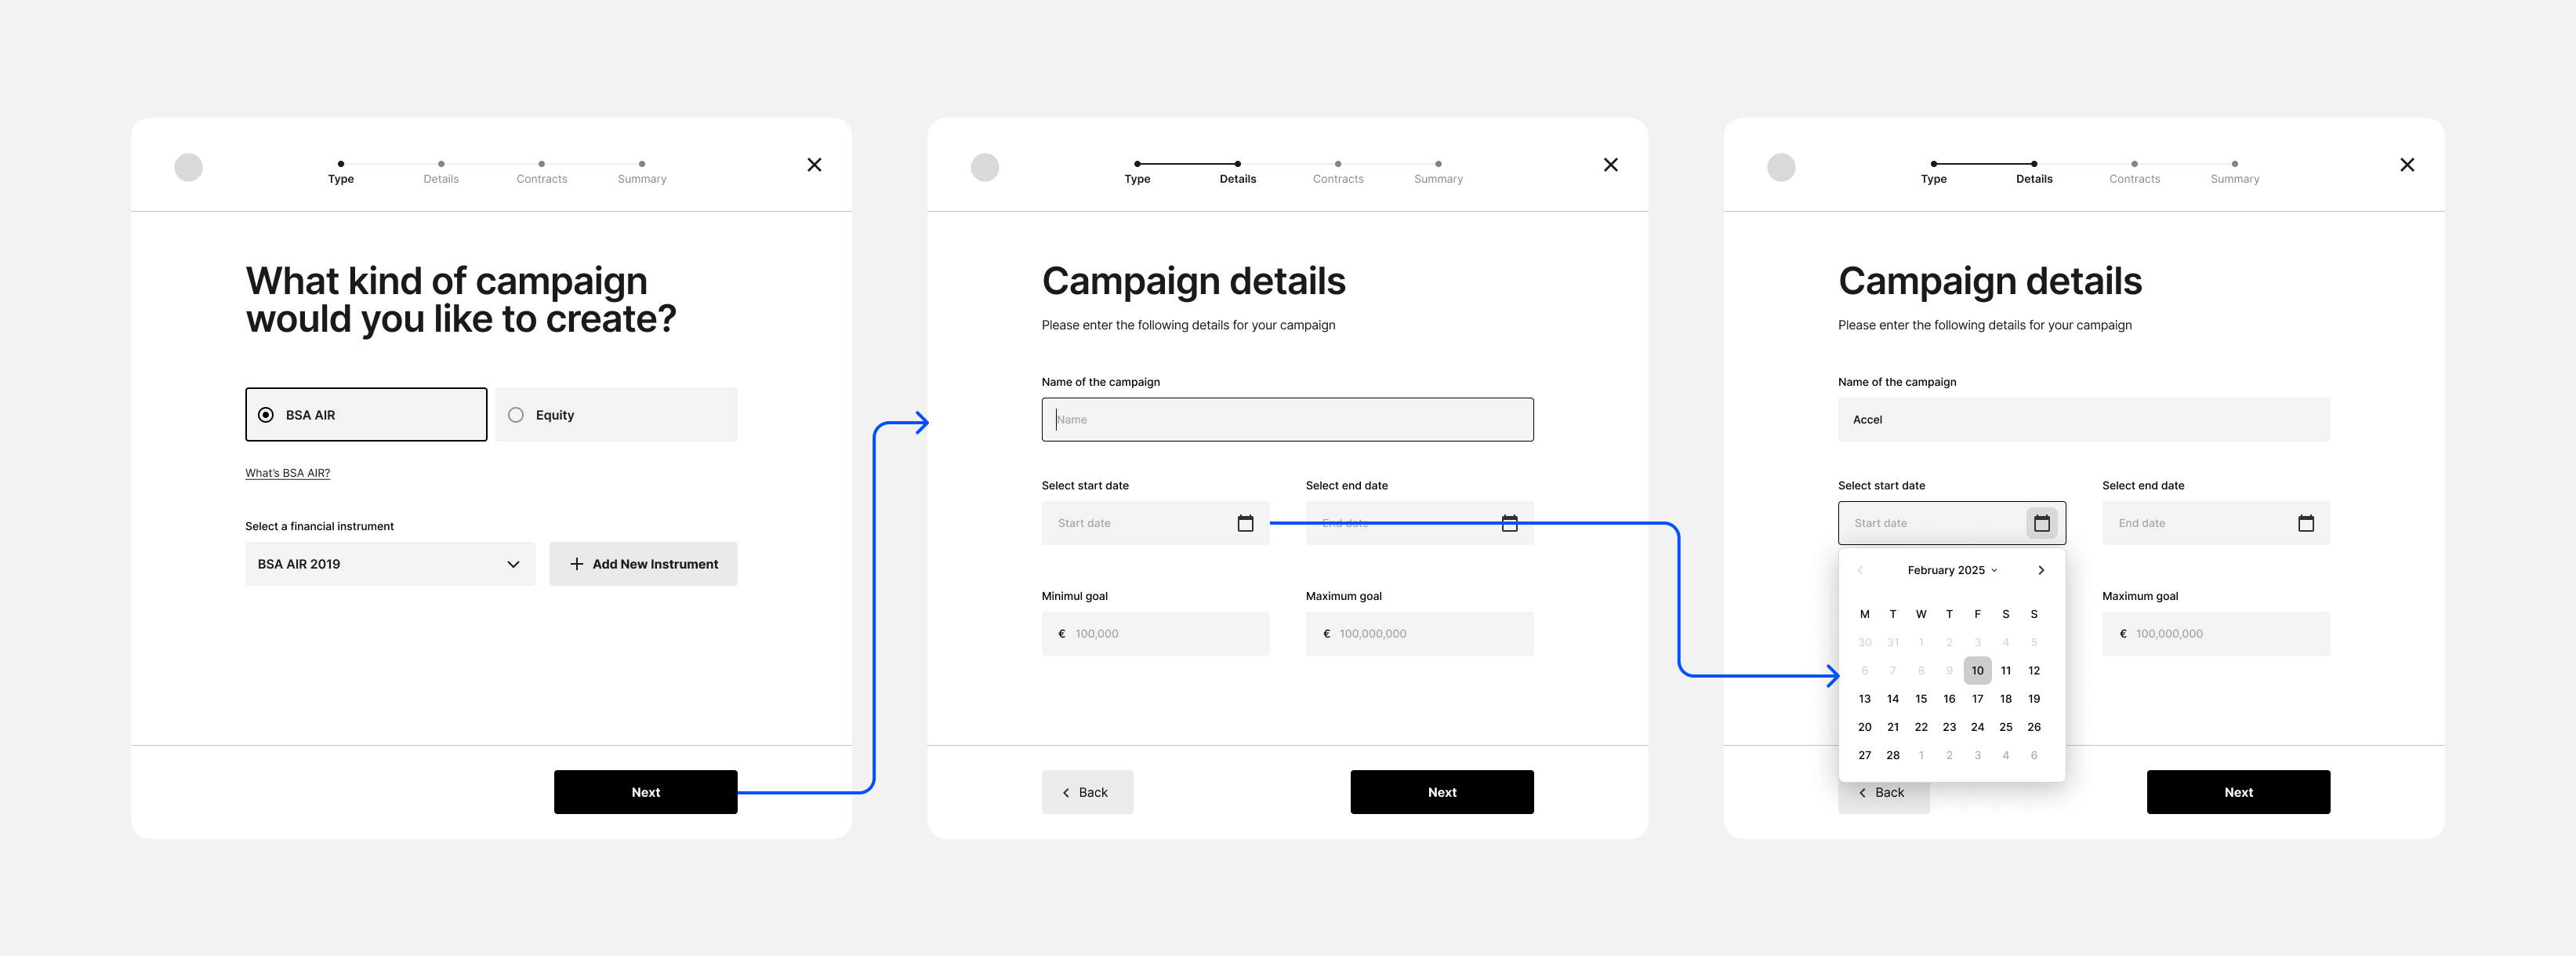 Type Details Contracts Summary
What kind of campaign
would you like to create?
BSA AIR Equity
What's BSA AIR?
Select a financial instrument
BSA AIR 2019 Add New Instrument
Next
Type Details Contracts Summary
Campaign details
Please enter the following details for your campaign
Name of the campaign
Name
Select start date Select end date
Start date End date
Minimul goal Maximum goal
€ 100,000 € 100,000,000
Back Next
Type Details Contracts Summary
Campaign details
Please enter the following details for your campaign
Name of the campaign
Accel
Select start date Select end date
Start date End date
February 2025
M T W T F S S
30 31 1 2 3 4 5
6 7 8 9 10 11 12
13 14 15 16 17 18 19
20 21 22 23 24 25 26
27 28 1 2 3 4 6
Maximum goal
€ 100,000,000
Back Next